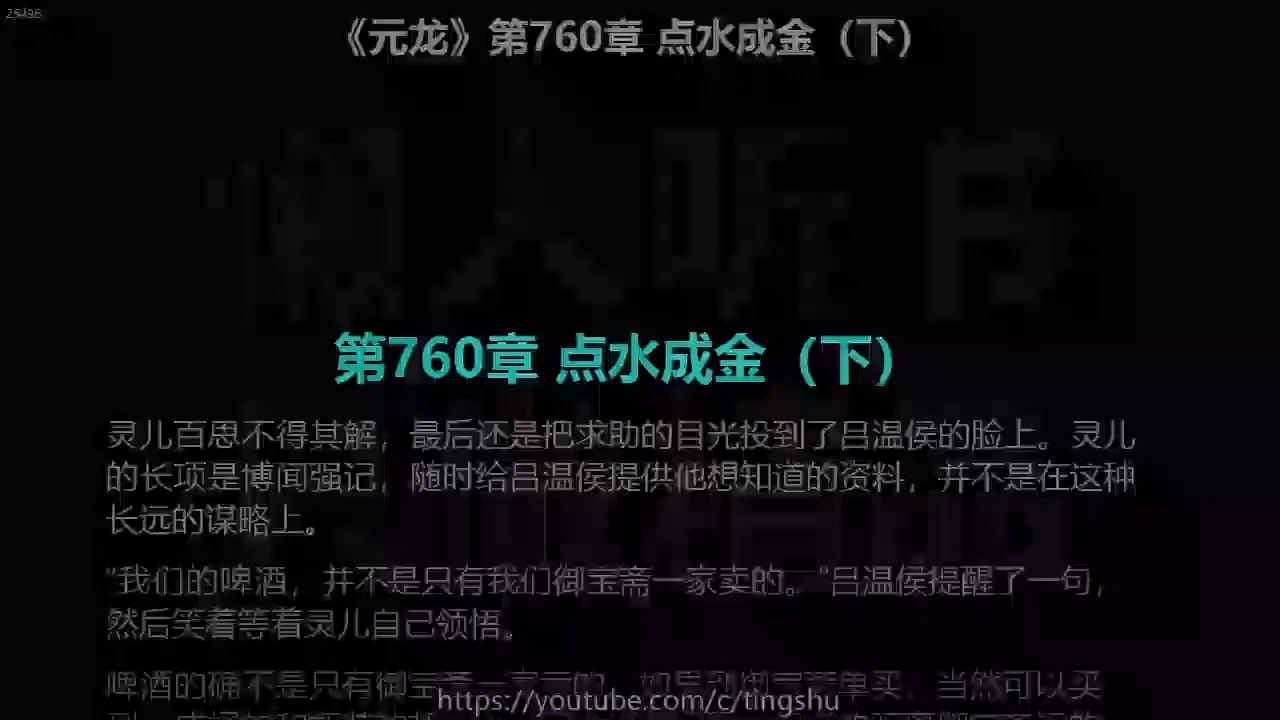 25496
《元龙》第760章 点水成金（下）
懒人听书
第760章 点水成金（下）
灵儿百思不得其解，最后还是把求助的目光投到了吕温侯的脸上。灵儿
的长项是博闻强记，随时给吕温侯提供他想知道的资料，并不是在这种
长远的谋略上。
“我们的啤酒，并不是只有我们御宝斋一家卖的。”吕温侯提醒了一句，
然后笑着等着灵儿自己领悟。
啤酒的确不是只有御宝斋一家卖的，如果到御宝斋单买，当然可以买
https://youtube.com/c/tingshu